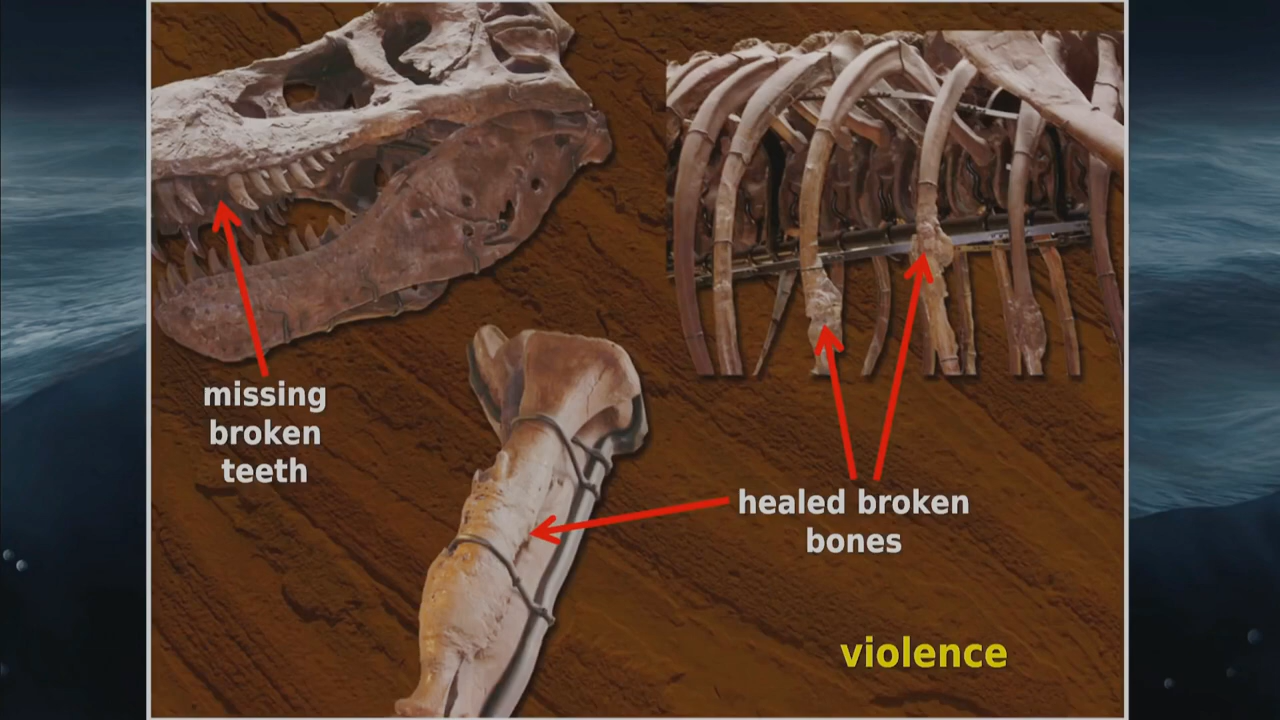 missing
broken
teeth
healed broken
bones
violence